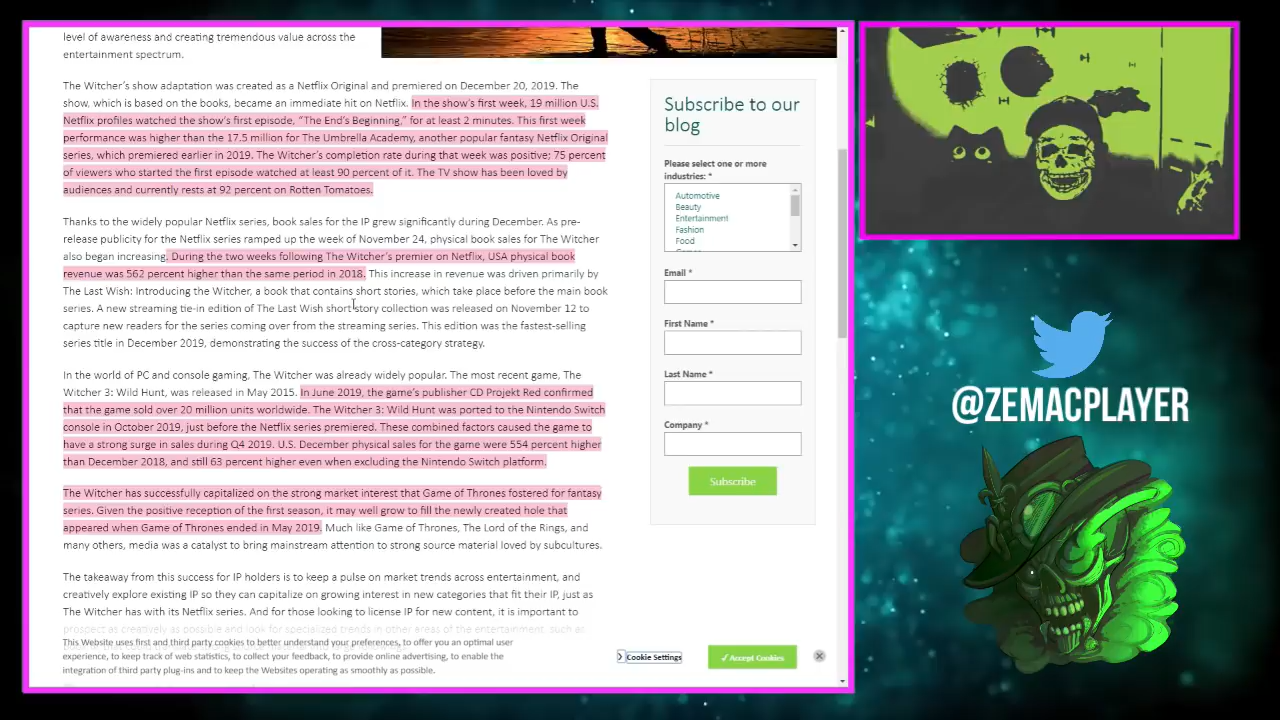 level of awareness and creating tremendous value across the
entertainment spectrum.
The Witcher's show adaptation was created as a Netflix Original and premiered on December 20, 2019. The
show, which is based on the books, became an immediate hit on Netflix. In the show's first week, 19 million U.S.
Netflix profiles watched the show's first episode, "The End's Beginning," for at least 2 minutes. This first week
performance was higher than the 17.5 million for The Umbrella Academy, another popular fantasy Netflix Original
series, which premiered earlier in 2019. The Witcher's completion rate during that week was positive; 75 percent
of viewers who started the first episode watched at least 90 percent of it. The TV show has been loved by
audiences and currently rests at 92 percent on Rotten Tomatoes.
Thanks to the widely popular Netflix series, book sales for the IP grew significantly during December. As pre-
release publicity for the Netflix series ramped up the week of November 24, physical book sales for The Witcher
also began increasing. During the two weeks following The Witcher's premier on Netflix, USA physical book
revenue was 562 percent higher than the same period in 2018. This increase in revenue was driven primarily by
The Last Wish: Introducing the Witcher, a book that contains short stories, which take place before the main book
series. A new streaming tie-in edition of The Last Wish short story collection was released on November 12 to
capture new readers for the series coming over from the streaming series. This edition was the fastest-selling
series title in December 2019, demonstrating the success of the cross-category strategy.
In the world of PC and console gaming, The Witcher was already widely popular. The most recent game, The
Witcher 3: Wild Hunt, was released in May 2015. In June 2019, the game's publisher CD Projekt Red confirmed
that the game sold over 20 million units worldwide. The Witcher 3: Wild Hunt was ported to the Nintendo Switch
console in October 2019, just before the Netflix series premiered. These combined factors caused the game to
have a strong surge in sales during Q4 2019. U.S. December physical sales for the game were 554 percent higher
than December 2018, and still 63 percent higher even when excluding the Nintendo Switch platform.
The Witcher has successfully capitalized on the strong market interest that Game of Thrones fostered for fantasy
series. Given the positive reception of the first season, it may well grow to fill the newly created hole that
appeared when Game of Thrones ended in May 2019. Much like Game of Thrones, The Lord of the Rings, and
many others, media was a catalyst to bring mainstream attention to strong source material loved by subcultures.
The takeaway from this success for IP holders is to keep a pulse on market trends across entertainment, and
creatively explore existing IP so they can capitalize on growing interest in new categories that fit their IP, just as
The Witcher has with its Netflix series. And for those looking to license IP for new content, it is important to
prospect as creatively as possible and look for specialized trends in other areas of the entertainment, such as
This Website uses first and third party cookies to better understand your preferences, to offer you an optimal user
experience, to keep track of web statistics, to collect your feedback, to provide online advertising, to enable the
integration of third party plug-ins and to keep the Websites operating as smoothly as possible.
Cookie Settings
✓ Accept Cookies
Subscribe to our
blog
Please select one or more
industries: *
Automotive
Beauty
Entertainment
Fashion
Food
Email *
First Name *
Last Name *
Company *
Subscribe
@ZEMACPLAYER